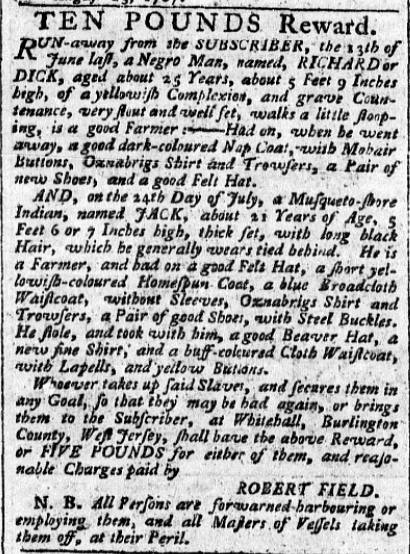 TEN POUNDS Reward.
RUN-away from the SUBSCRIBER, the 13th of
June last, a Negro Man, named, RICHARD or
DICK, aged about 25 Years, about 5 Feet 9 Inches
high, of a yellowish Complexion, and grave Coun-
tenance, very stout and well set, walks a little stoop-
ing, is a good Farmer:——Had on, when he went
away, a good dark-coloured Nap Coat, with Mohair
Buttons, Oznabrigs Shirt and Trowsers, a Pair of
new Shoes, and a good Felt Hat.
AND, on the 24th Day of July, a Musqueto-shore
Indian, named JACK, about 21 Years of Age, 5
Feet 6 or 7 Inches high, thick set, with long black
Hair, which he generally wears tied behind. He is
a Farmer, and had on a good Felt Hat, a short yel-
lowish-coloured Homespun Coat, a blue Broadcloth
Waistcoat, without Sleeves, Oznabrigs Shirt and
Trowsers, a Pair of good Shoes, with Steel Buckles.
He stole, and took with him, a good Beaver Hat, a
new fine Shirt, and a buff-coloured Cloth Waistcoat,
with Lapells, and yellow Buttons.
Whoever takes up said Slaves, and secures them in
any Goal, so that they may be had again, or brings
them to the Subscriber, at Whitehall, Burlington
County, West Jersey, shall have the above Reward,
or FIVE POUNDS for either of them, and reaso-
nable Charges paid by
ROBERT FIELD.
N. B. All Persons are forwarned harbouring or
employing them, and all Masters of Vessels taking
them off, at their Peril.